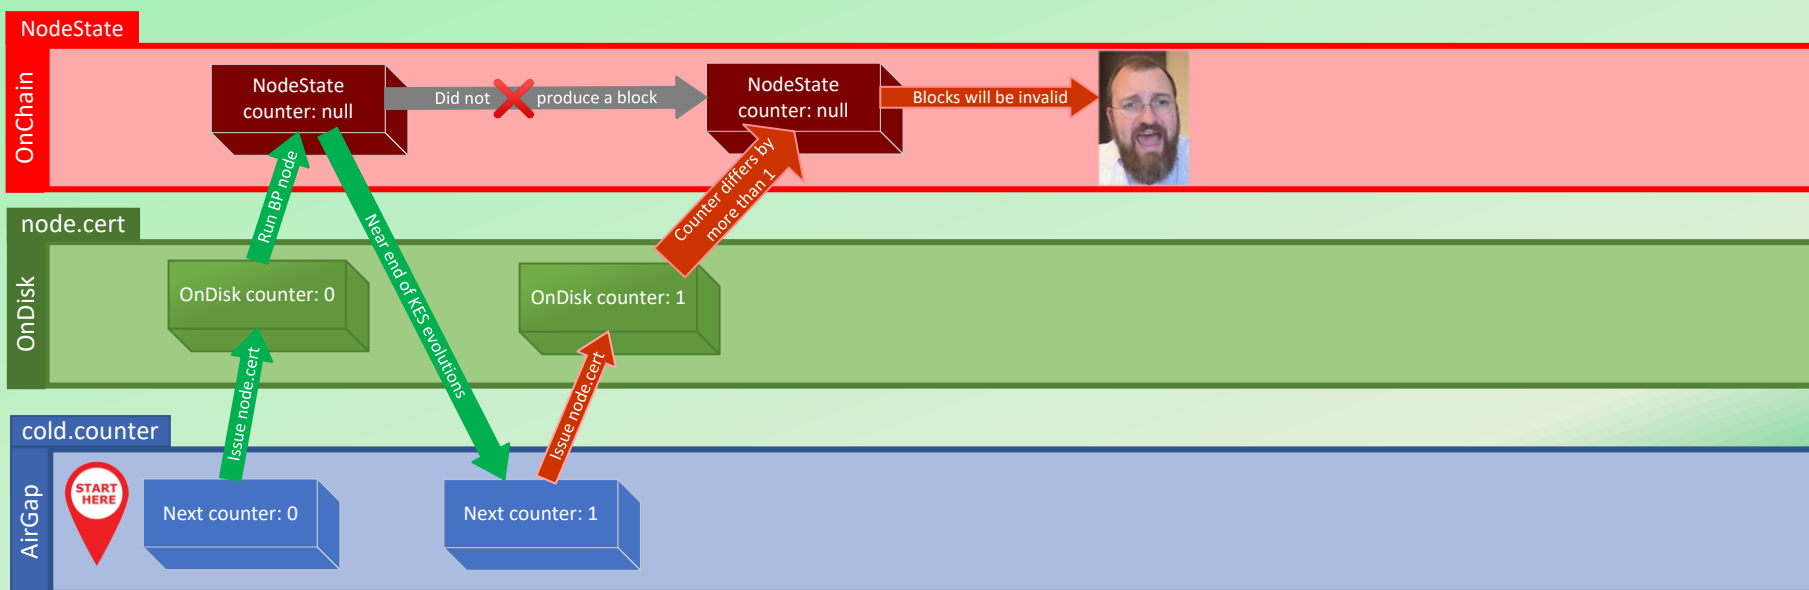 NodeState
OnChain
NodeState
counter: null
Did not
produce a block
NodeState
counter: null
Blocks will be invalid
Run BP node
Near end of KES evolutions
Counter differs by
more than 1
node.cert
OnDisk
OnDisk counter: 0
OnDisk counter: 1
Issue node.cert
Issue node.cert
cold.counter
AirGap
START
HERE
Next counter: 0
Next counter: 1